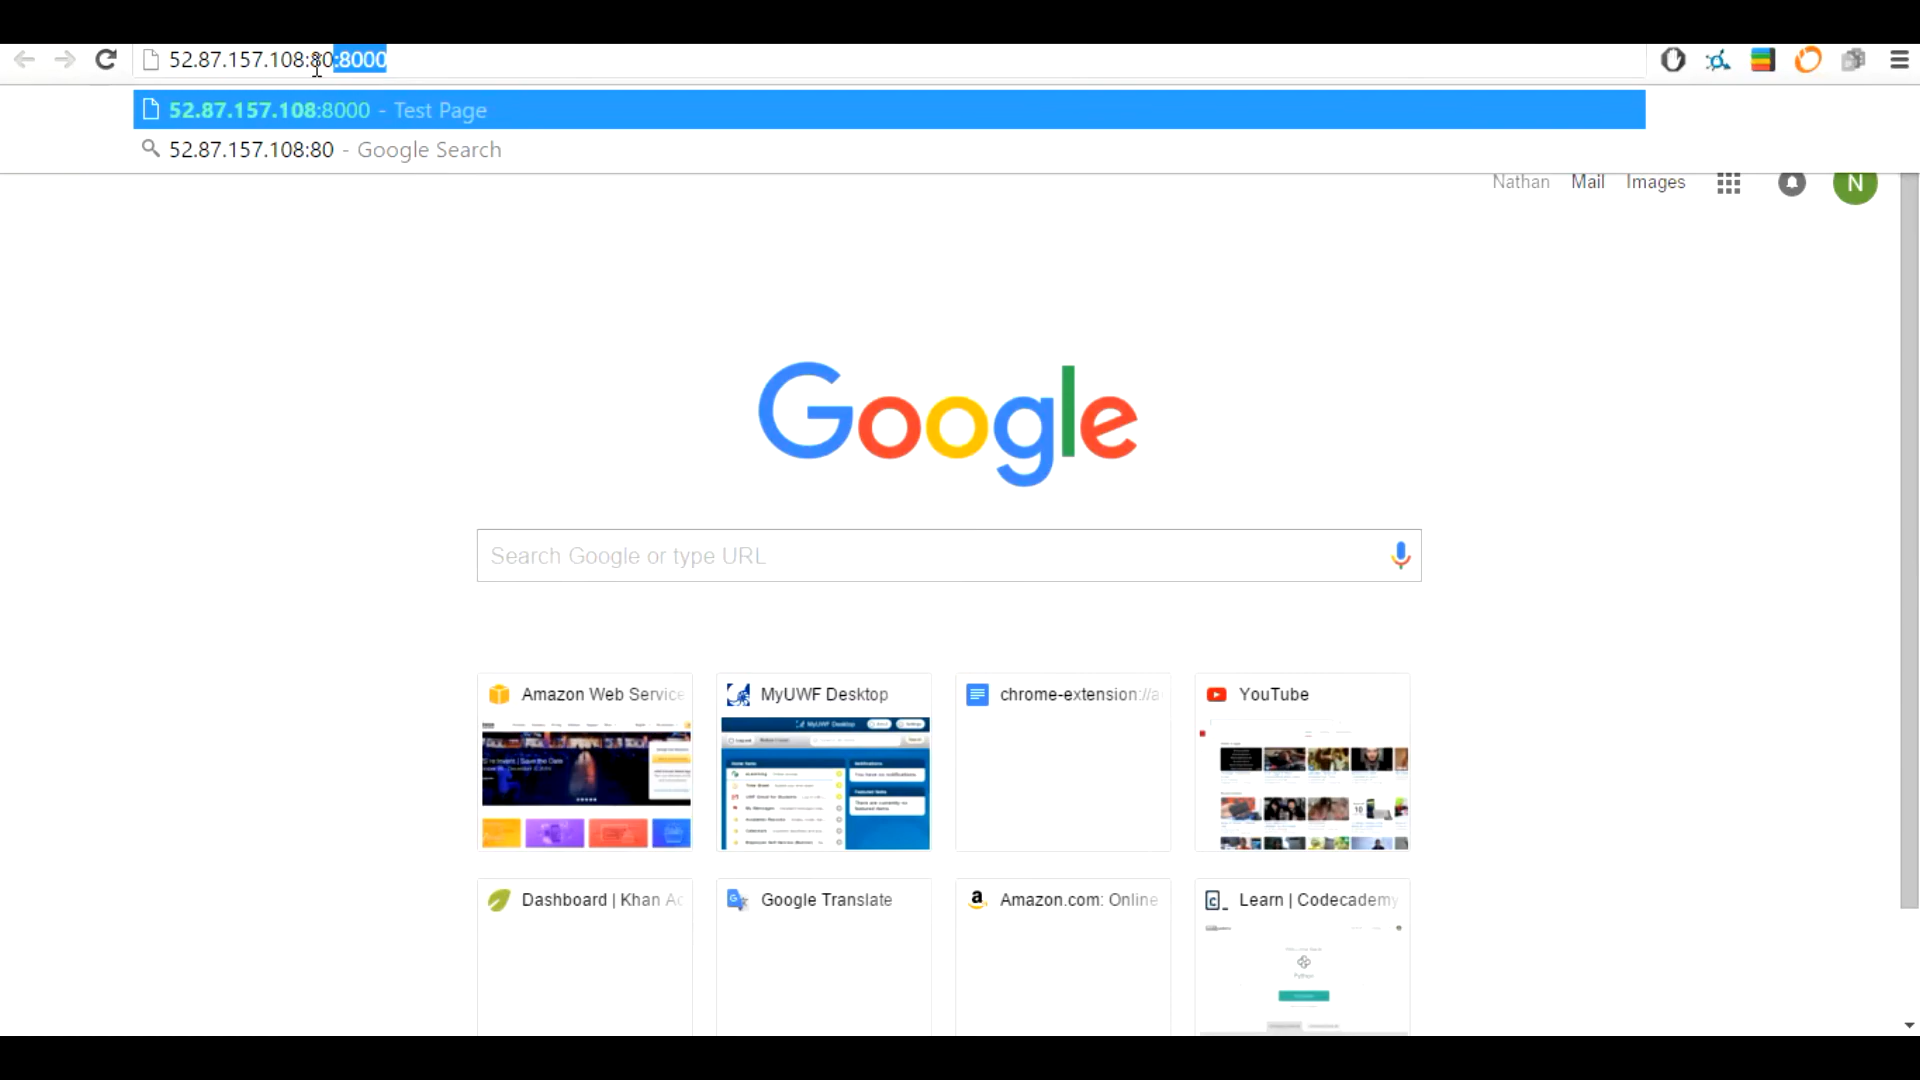 52.87.157.108:80:8000
52.87.157.108:8000 - Test Page
52.87.157.108:80 - Google Search
Nathan Mail Images N
Google
Search Google or type URL
Amazon Web Service
MyUWF Desktop
chrome-extension://a
YouTube
Dashboard | Khan Ac
Google Translate
Amazon.com: Online
Learn | Codecademy